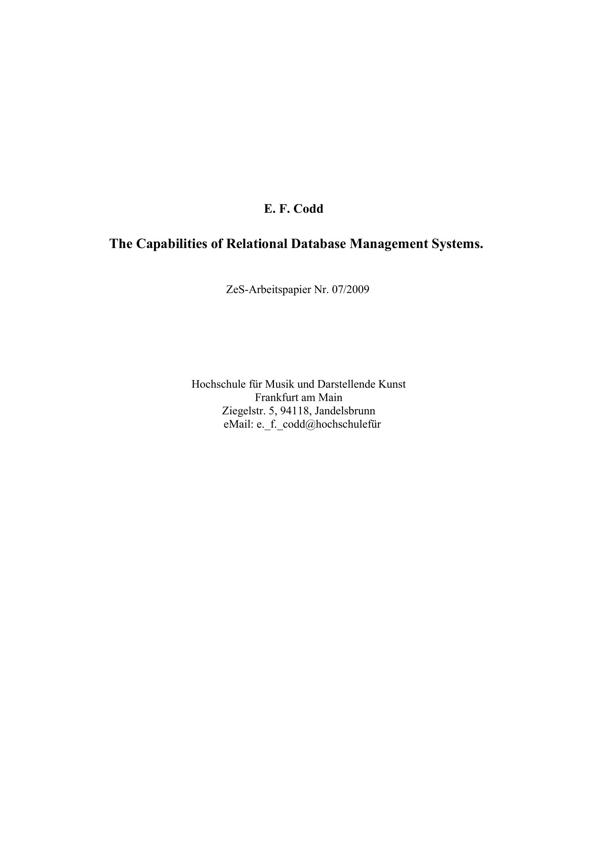 E. F. Codd
The Capabilities of Relational Database Management Systems.
ZeS-Arbeitspapier Nr. 07/2009
Hochschule für Musik und Darstellende Kunst
Frankfurt am Main
Ziegelstr. 5, 94118, Jandelsbrunn
eMail: e._f._codd@hochschulefür